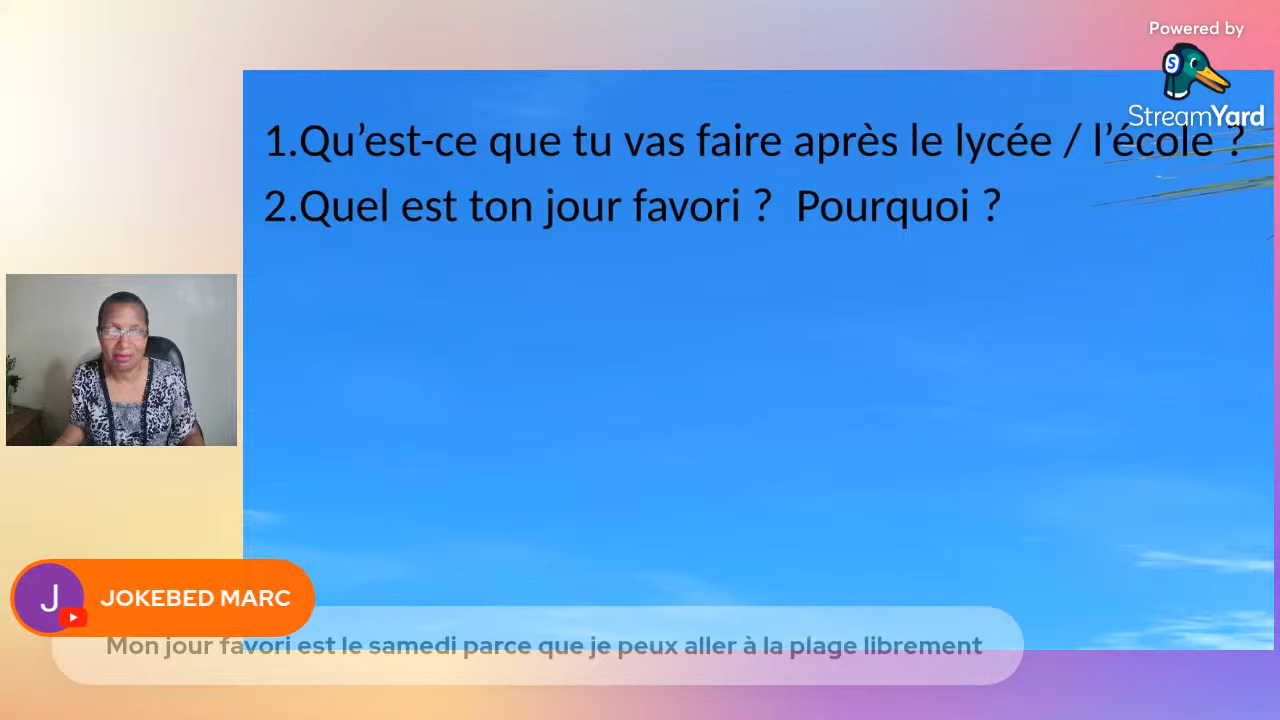 Powered by
StreamYard
1.Qu’est-ce que tu vas faire après le lycée / l’école ?
2.Quel est ton jour favori ?  Pourquoi ?
J
JOKEBED MARC
Mon jour favori est le samedi parce que je peux aller à la plage librement